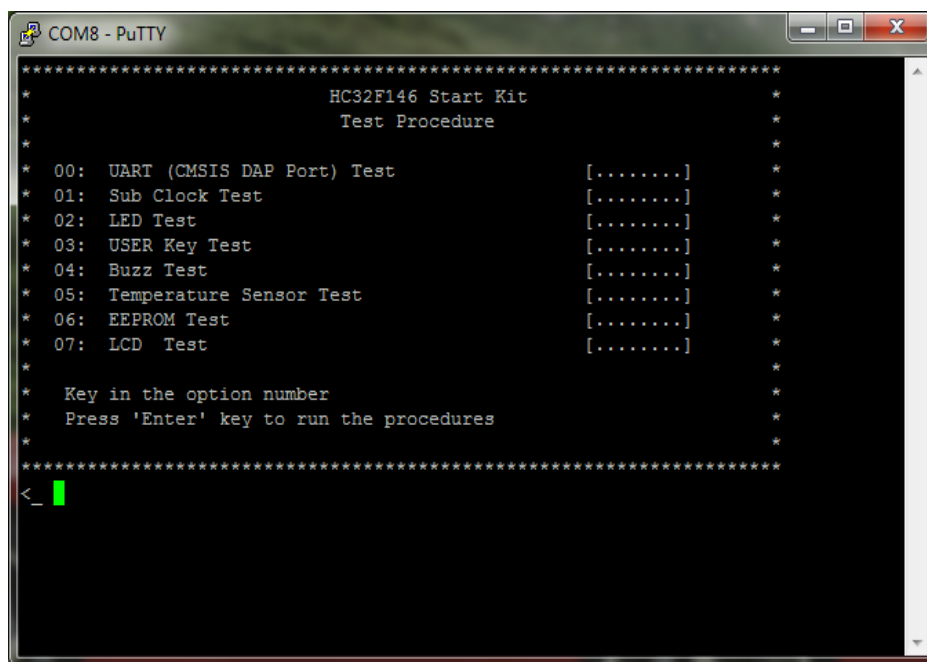 COM8 - PuTTY
*********************************************************************
* HC32F146 Start Kit *
* Test Procedure *
* *
* 00: UART (CMSIS DAP Port) Test [........] *
* 01: Sub Clock Test [........] *
* 02: LED Test [........] *
* 03: USER Key Test [........] *
* 04: Buzz Test [........] *
* 05: Temperature Sensor Test [........] *
* 06: EEPROM Test [........] *
* 07: LCD  Test [........] *
* *
* Key in the option number *
* Press 'Enter' key to run the procedures *
* *
*********************************************************************
<_